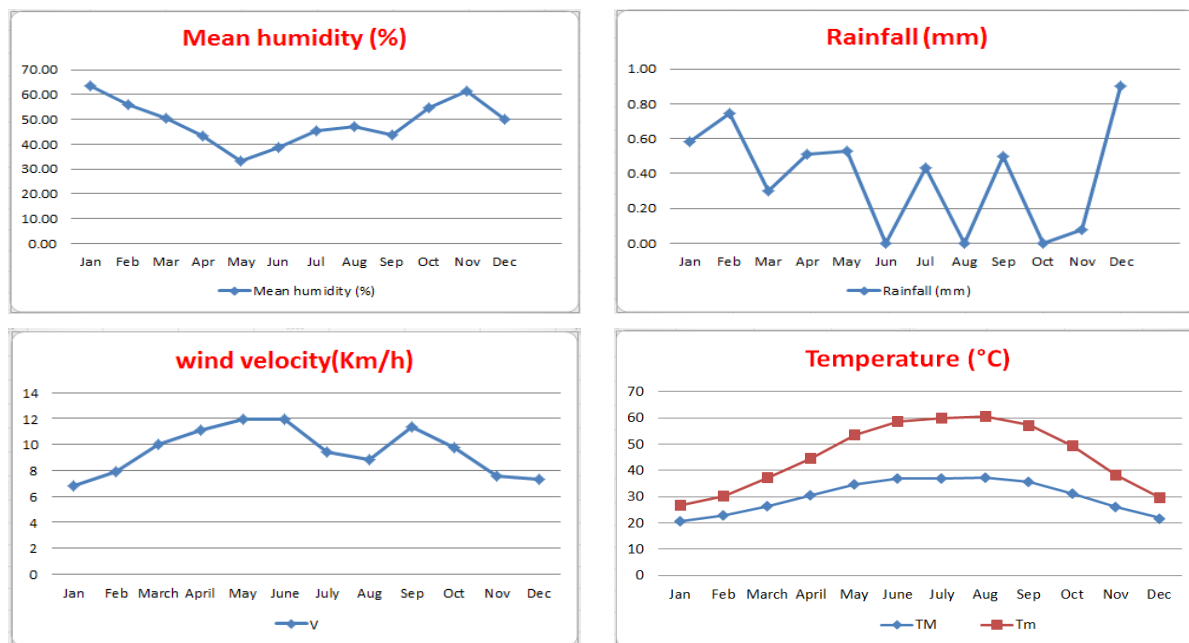 Mean humidity (%)
70.00
60.00
50.00
40.00
30.00
20.00
10.00
0.00
Jan Feb Mar Apr May Jun Jul Aug Sep Oct Nov Dec
Mean humidity (%)
Rainfall (mm)
1.00
0.80
0.60
0.40
0.20
0.00
Jan Feb Mar Apr May Jun Jul Aug Sep Oct Nov Dec
Rainfall (mm)
wind velocity(Km/h)
14
12
10
8
6
4
2
0
Jan Feb March April May June July Aug Sep Oct Nov Dec
V
Temperature (°C)
70
60
50
40
30
20
10
0
Jan Feb March April May June July Aug Sep Oct Nov Dec
TM Tm